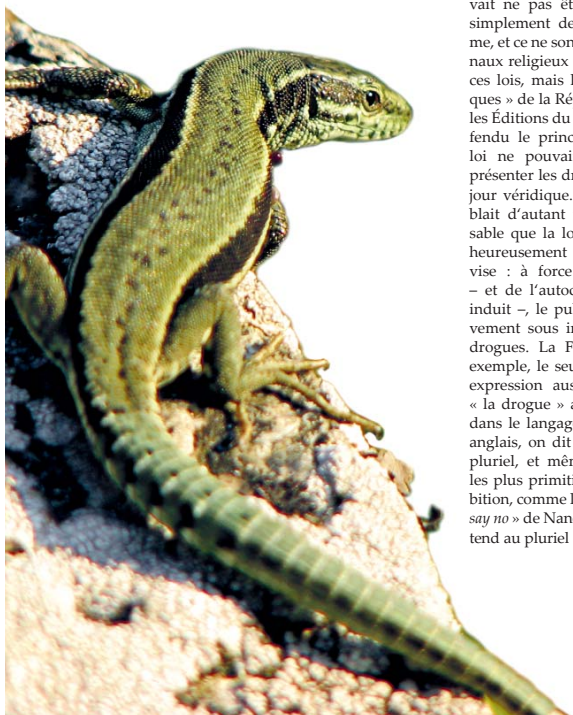 vait ne pas êt
simplement de
me, et ce ne son
naux religieux
ces lois, mais l
ques » de la Ré
les Éditions du
fendu le princ
loi ne pouvai
présenter les dr
jour véridique.
blait d'autant
sable que la lo
heureusement
vise : à force
– et de l'autoc
induit –, le pul
vement sous in
drogues. La F
exemple, le seu
expression aus
« la drogue » a
dans le langag
anglais, on dit
pluriel, et mêm
les plus primiti
bition, comme l
say no » de Nan
tend au pluriel